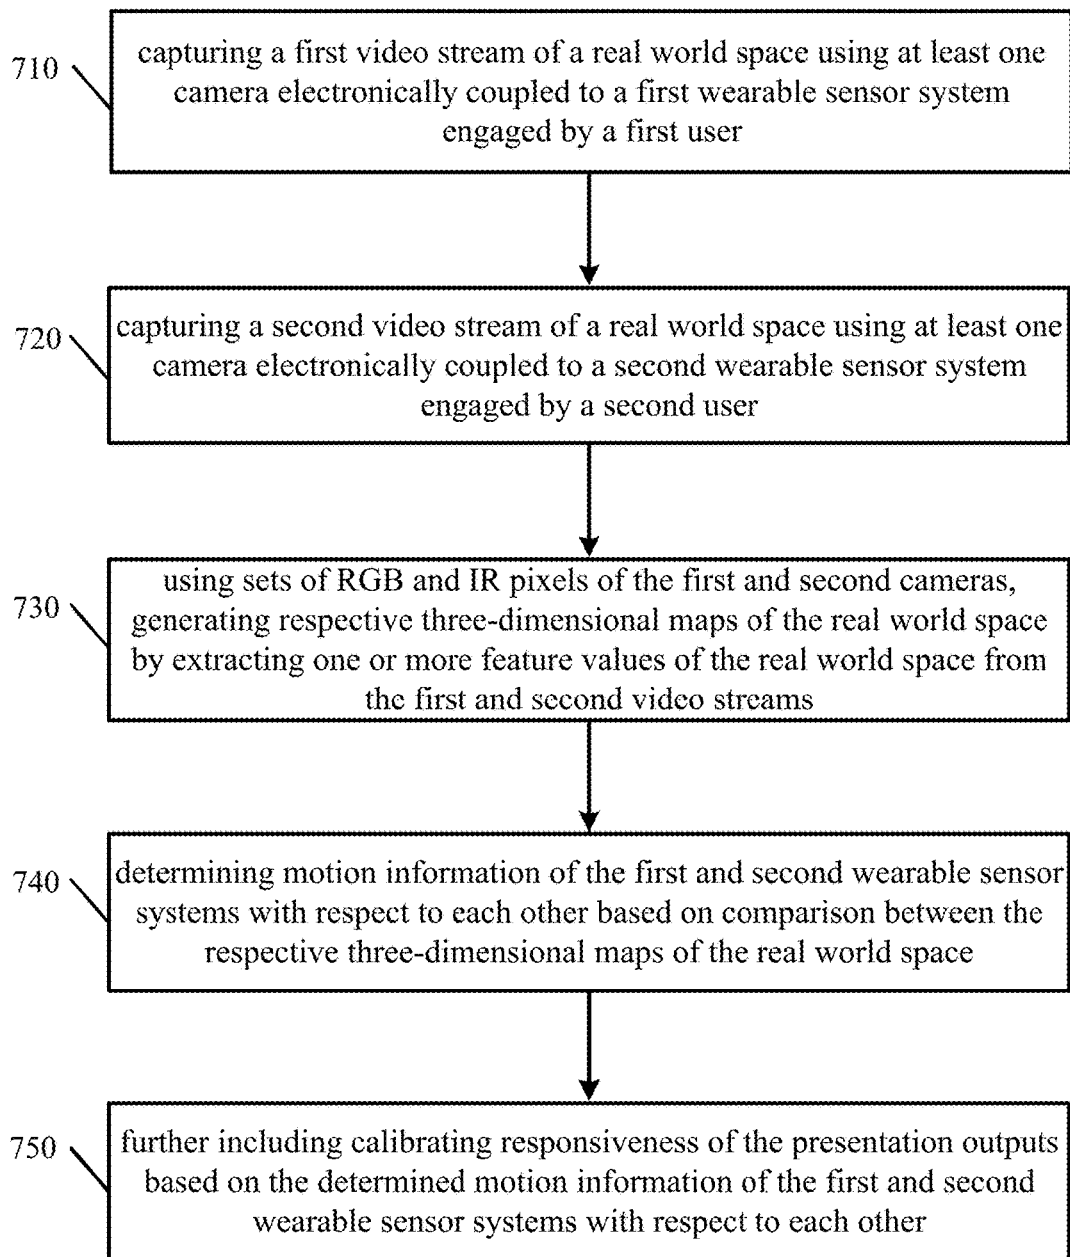 710
capturing a first video stream of a real world space using at least one
camera electronically coupled to a first wearable sensor system
engaged by a first user
720
capturing a second video stream of a real world space using at least one
camera electronically coupled to a second wearable sensor system
engaged by a second user
730
using sets of RGB and IR pixels of the first and second cameras,
generating respective three-dimensional maps of the real world space
by extracting one or more feature values of the real world space from
the first and second video streams
740
determining motion information of the first and second wearable sensor
systems with respect to each other based on comparison between the
respective three-dimensional maps of the real world space
750
further including calibrating responsiveness of the presentation outputs
based on the determined motion information of the first and second
wearable sensor systems with respect to each other